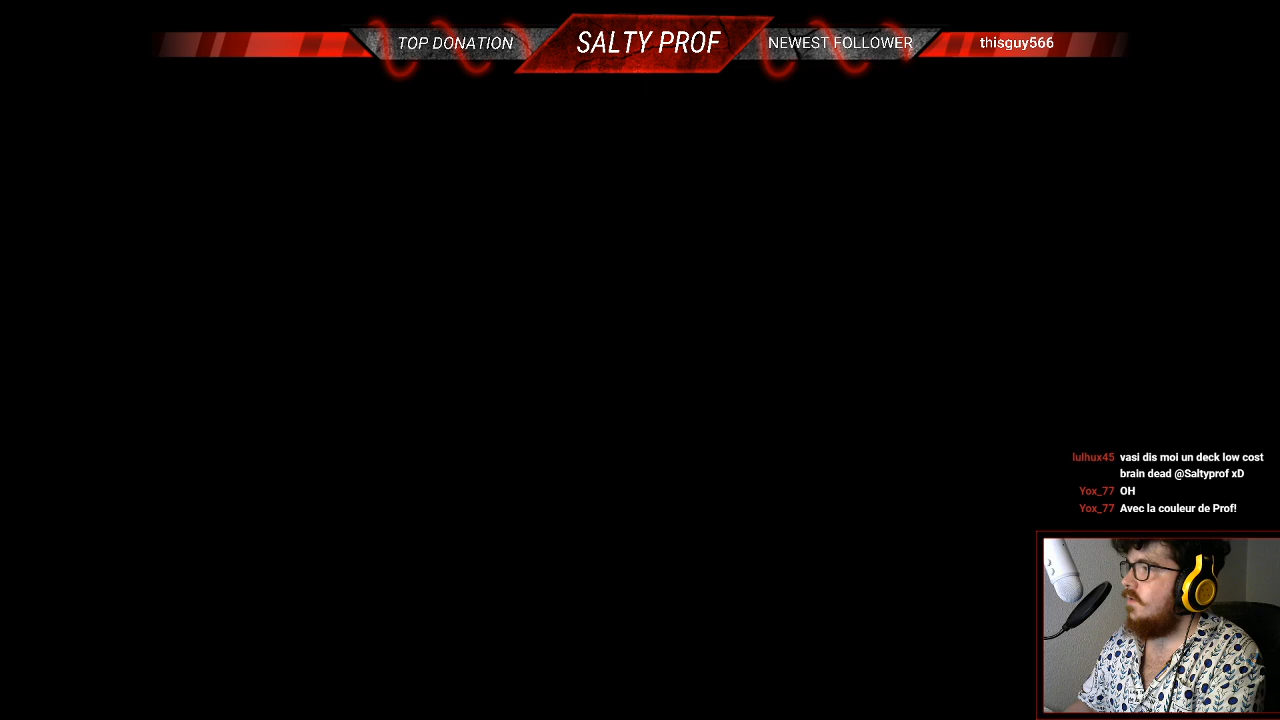 TOP DONATION
SALTY PROF
NEWEST FOLLOWER
thisguy566
lulhux45 vasi dis moi un deck low cost
brain dead @Saltyprof xD
Yox_77 OH
Yox_77 Avec la couleur de Prof!